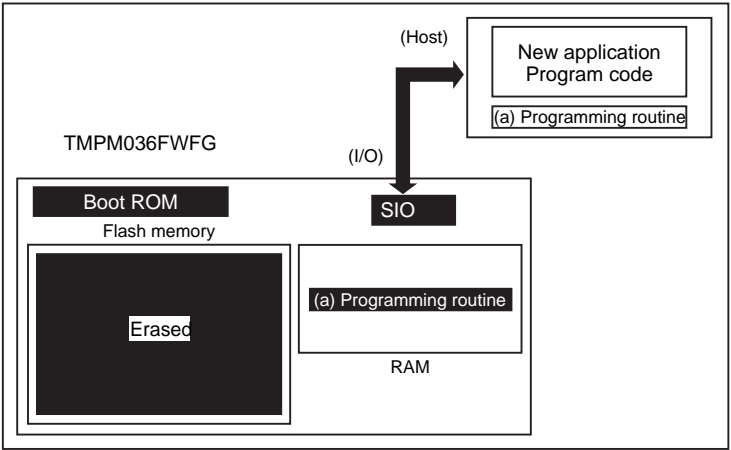 (Host)
New application
Program code
(a) Programming routine
TMPM036FWFG
(I/O)
Boot ROM
SIO
Flash memory
(a) Programming routine
Erased
RAM